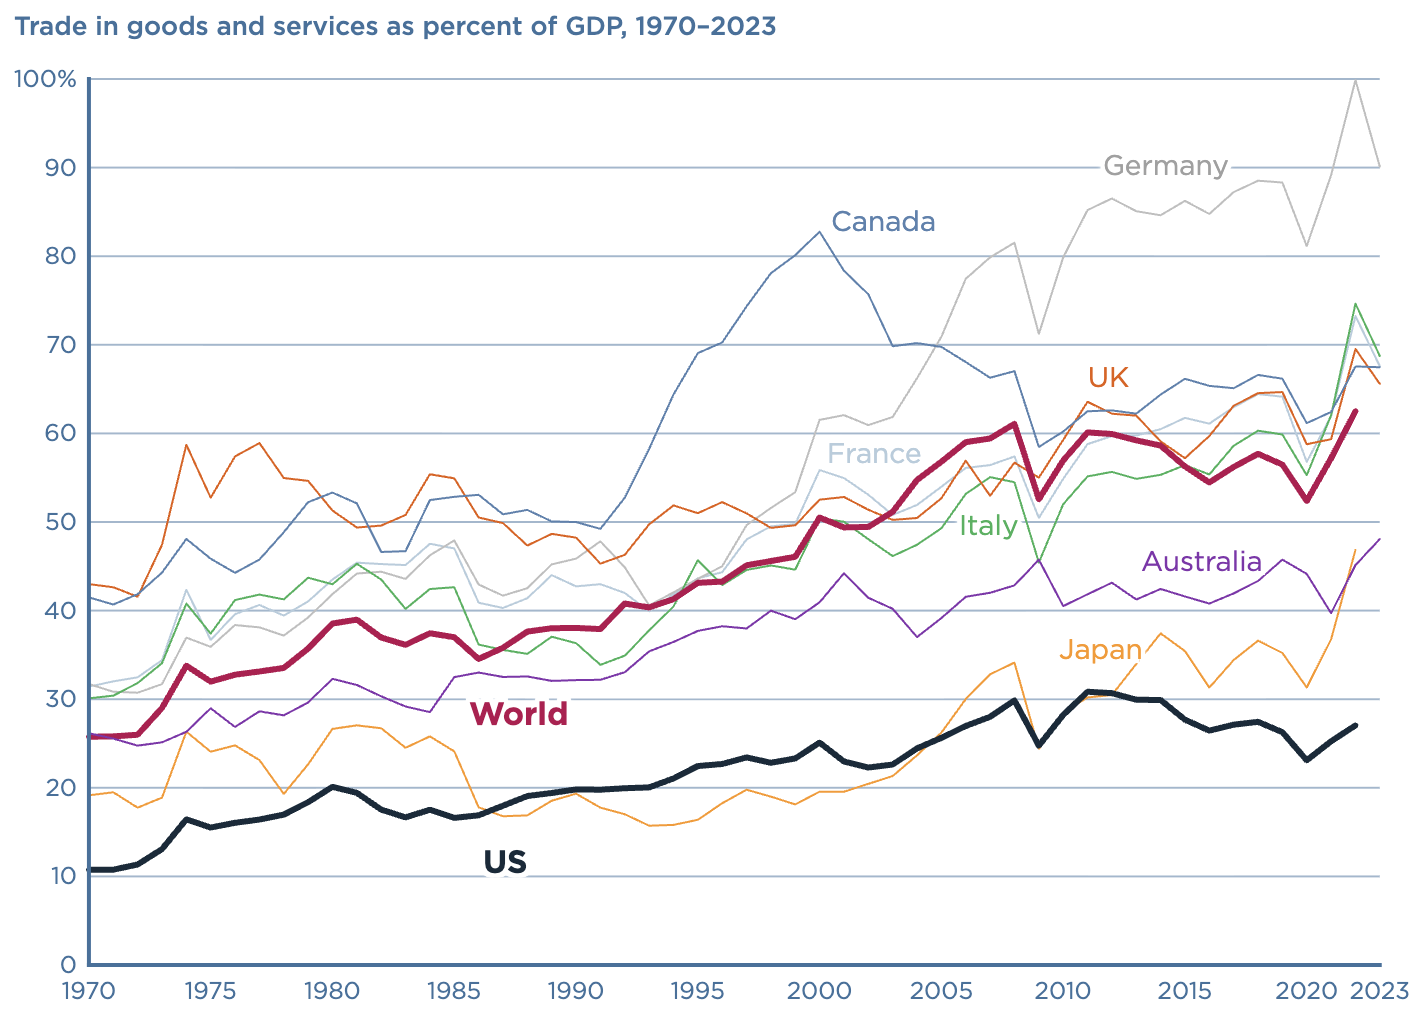 Trade in goods and services as percent of GDP, 1970–2023
100%
90
Germany
Canada
80
70
UK
60
France
50
Italy
Australia
40
Japan
30
World
20
US
10
0
1970 1975 1980 1985 1990 1995 2000 2005 2010 2015 2020 2023